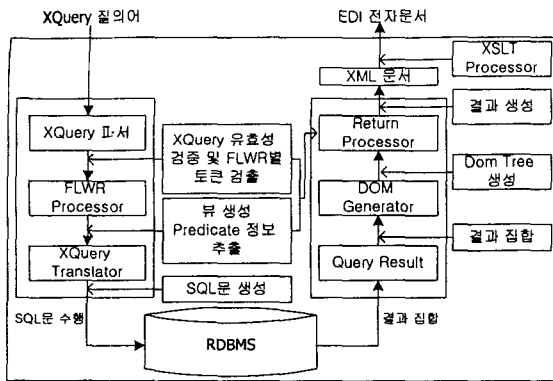 XQuery 질의어
EDI 전자문서
XSLT
Processor
XML 문서
결과 생성
XQuery 파서
XQuery 유효성
검증 및 FLWR별
토큰 검출
Return
Processor
Dom Tree
생성
FLWR
Processor
뷰 생성
Predicate 정보
추출
DOM
Generator
결과 집합
XQuery
Translator
SQL문 생성
Query Result
SQL문 수행
RDBMS
결과 집합